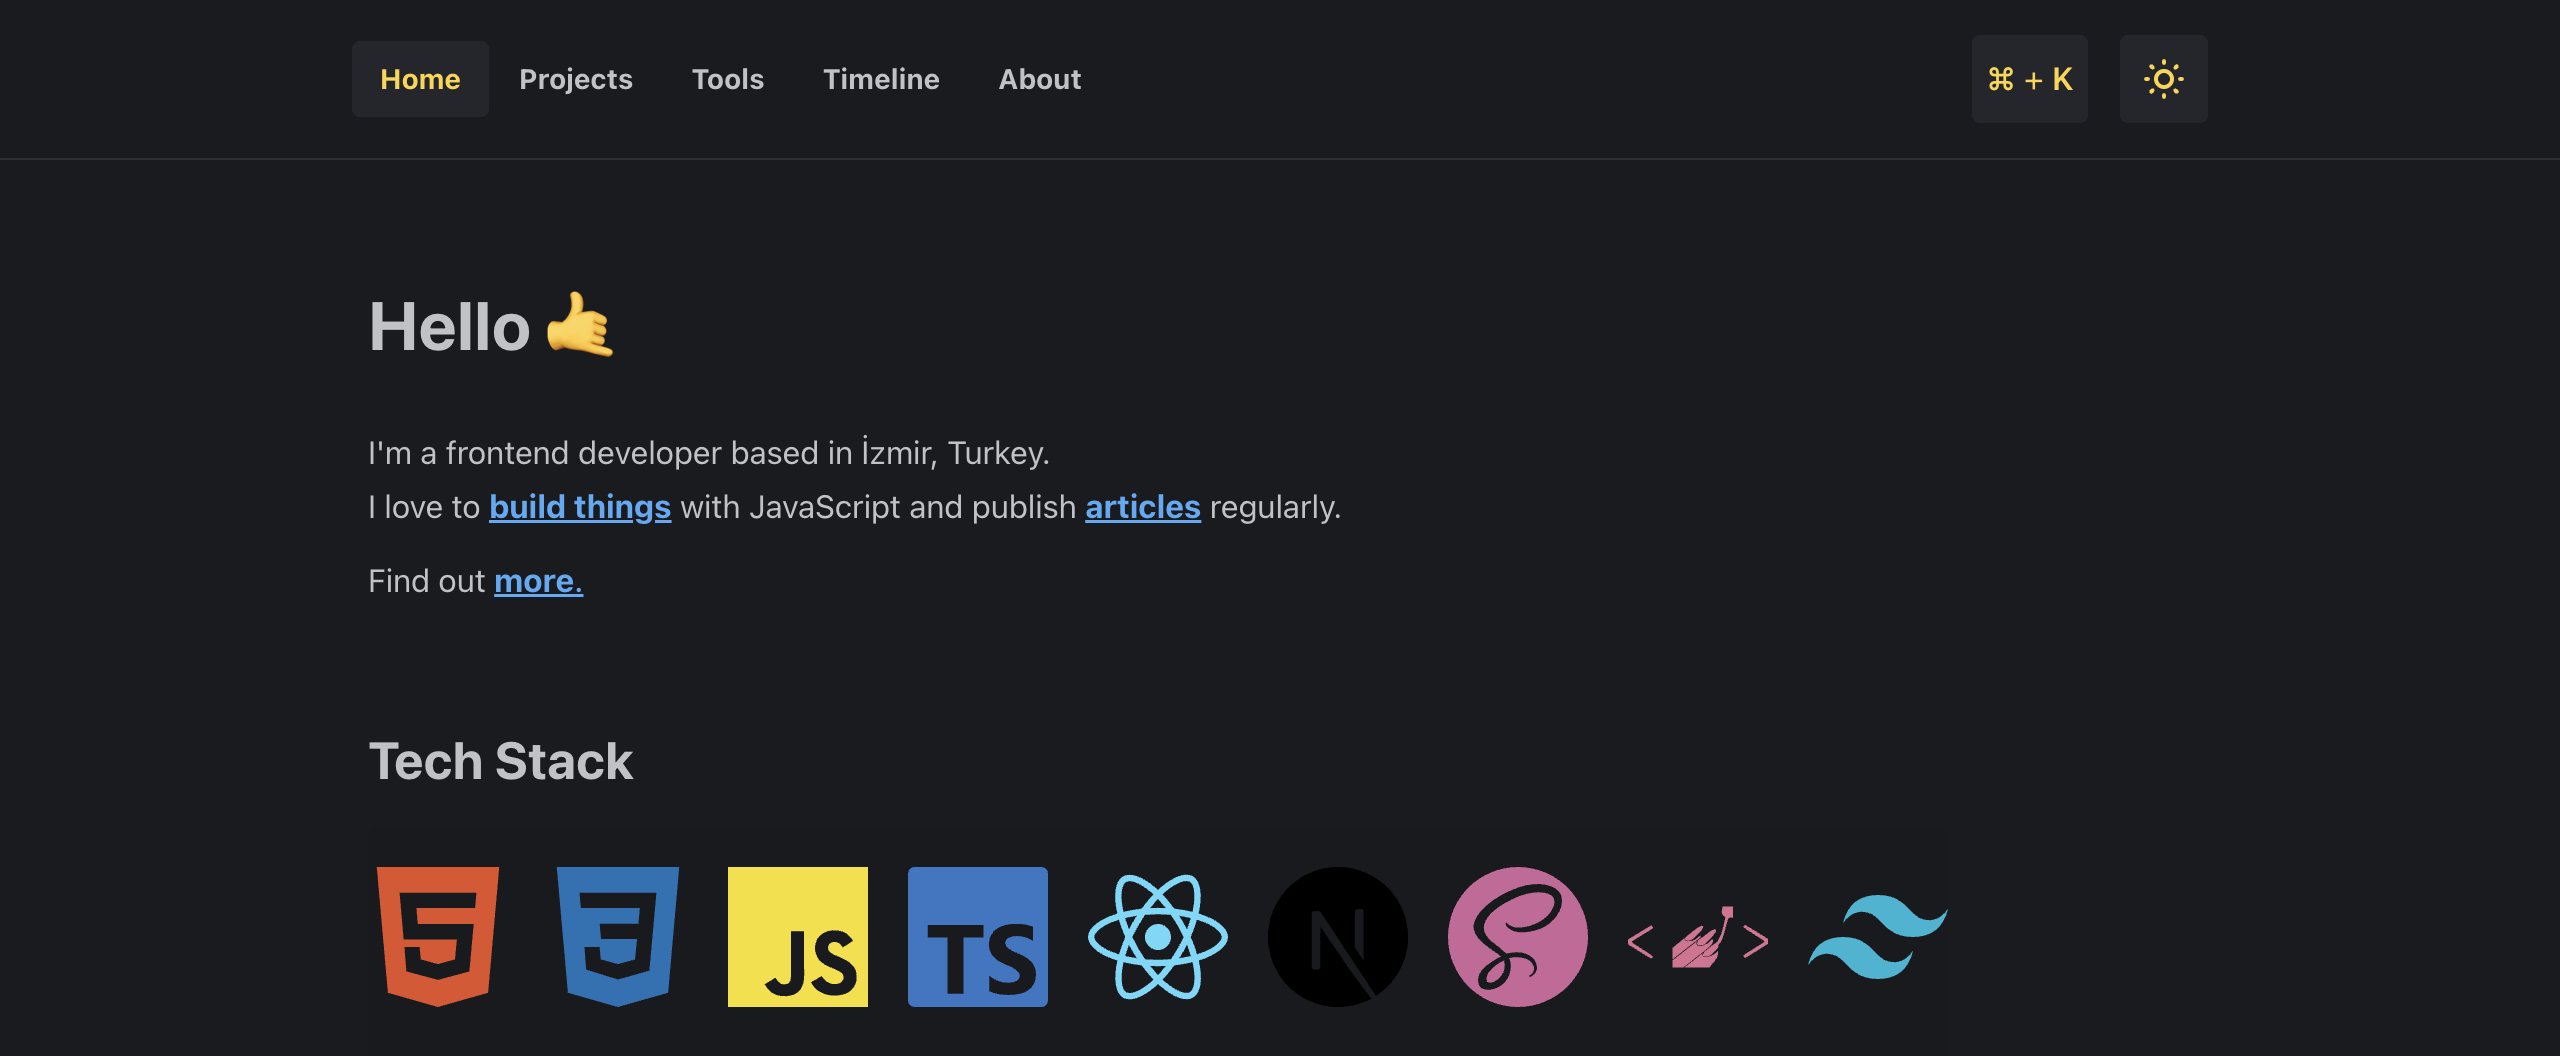 Home Projects Tools Timeline About ⌘ + K
Hello 🤙
I'm a frontend developer based in İzmir, Turkey.
I love to build things with JavaScript and publish articles regularly.
Find out more.
Tech Stack
5 3 JS TS N S < >